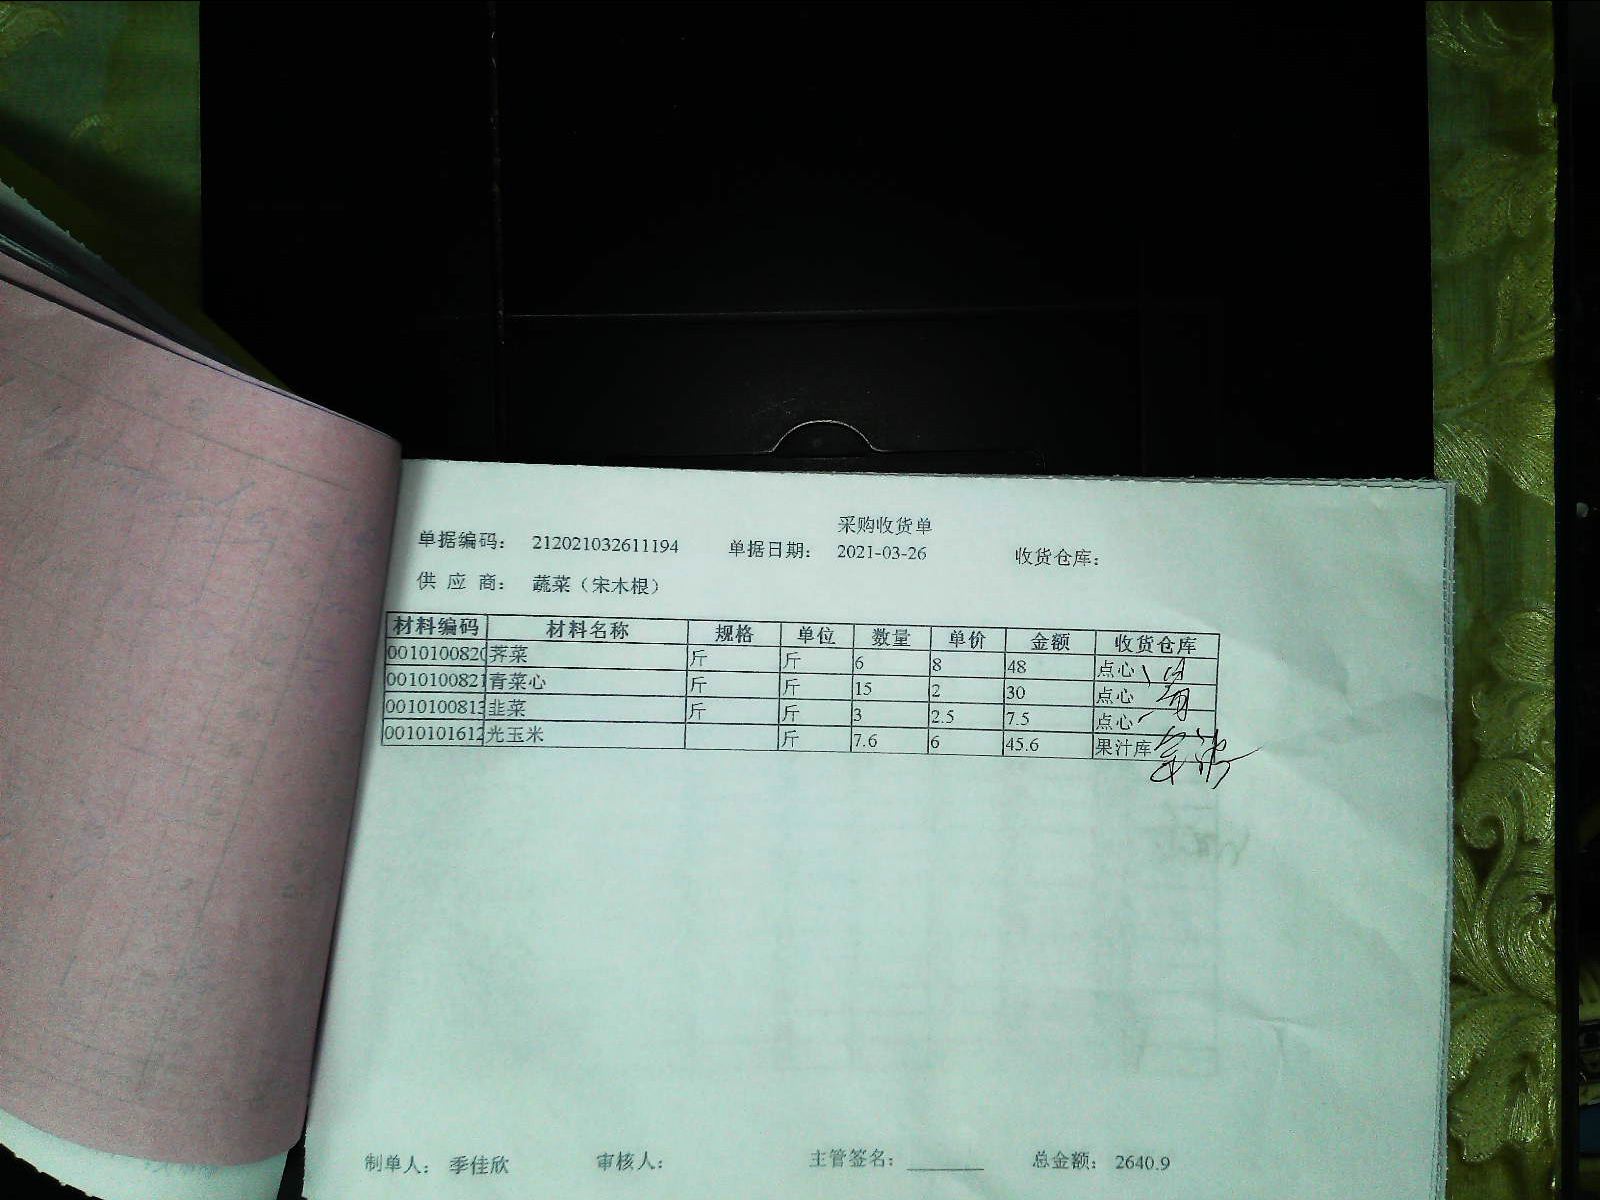 采购收货单
单据编码： 212021032611194 单据日期： 2021-03-26 收货仓库：
供 应 商： 蔬菜（宋木根）
材料编码 材料名称 规格 单位 数量 单价 金额 收货仓库
0010100820 荠菜 斤 斤 6 8 48 点心
0010100821 青菜心 斤 斤 15 2 30 点心
0010100813 韭菜 斤 斤 3 2.5 7.5 点心
0010101612 光玉米 斤 7.6 6 45.6 果汁库
制单人： 季佳欣 审核人： 主管签名： 总金额： 2640.9